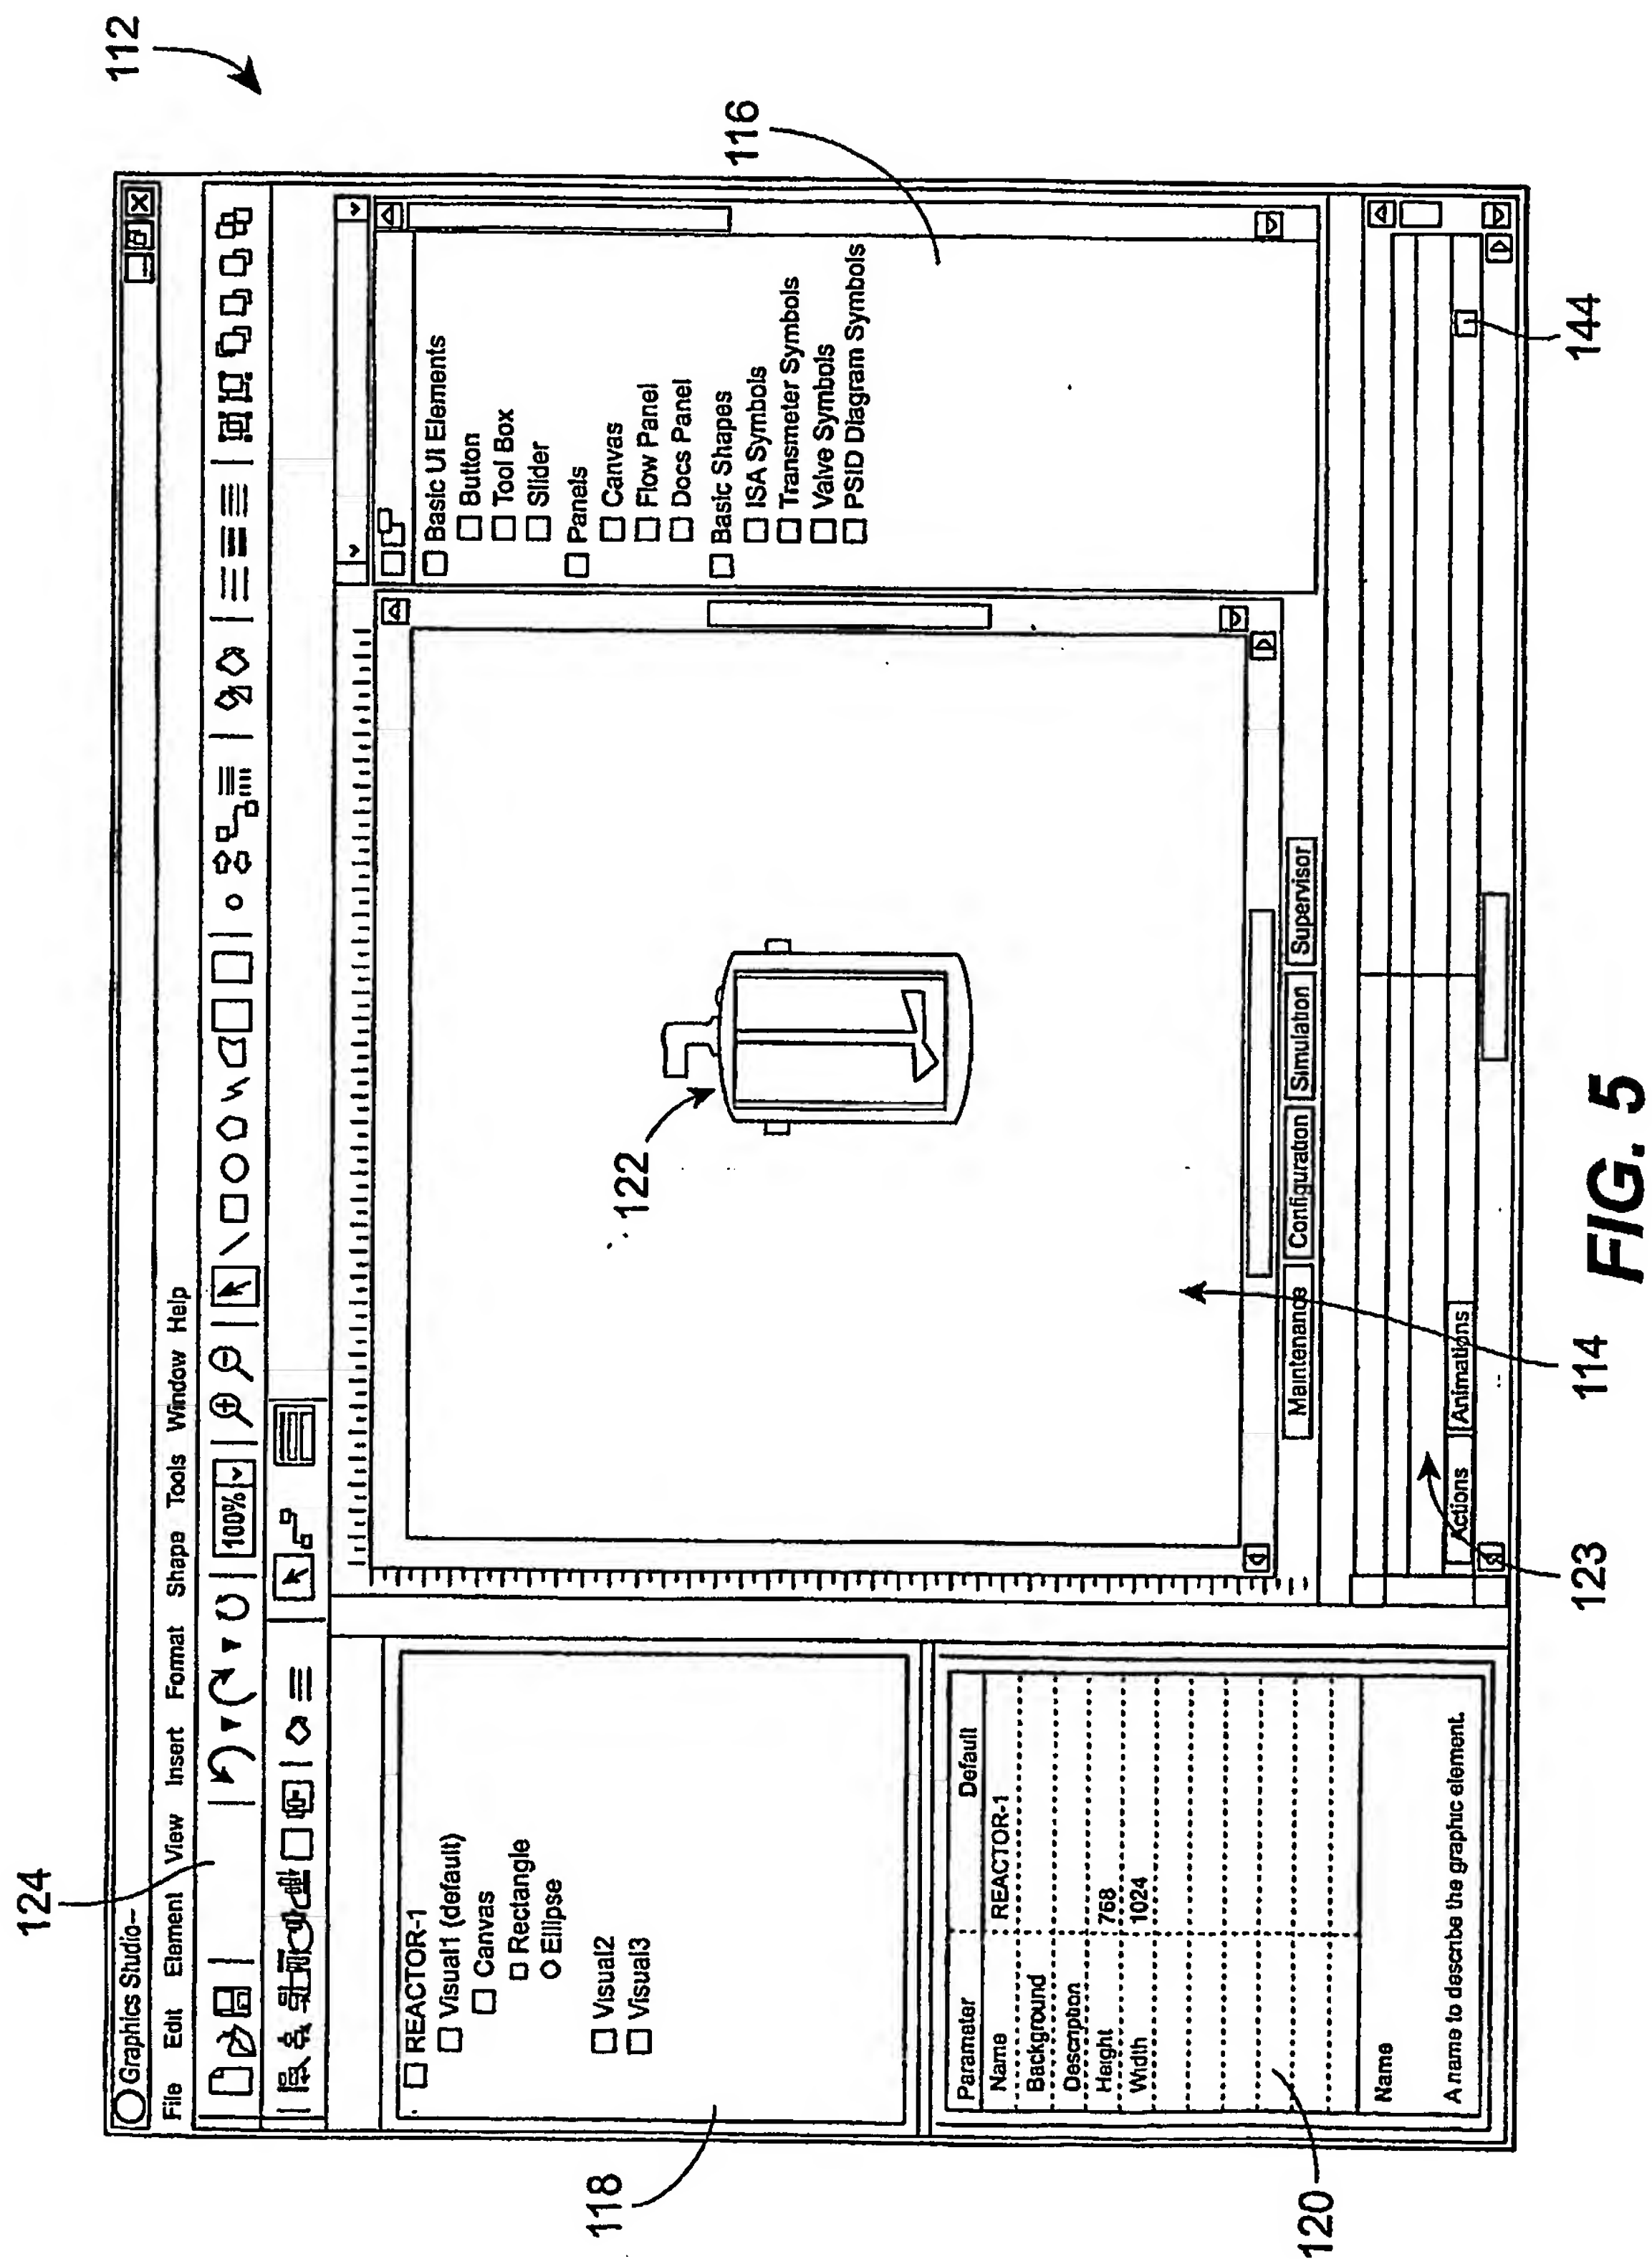 112
124
Graphics Studio--
File Edit Element View Insert Format Shape Tools Window Help
100%
118
REACTOR-1
Visual1 (default)
Canvas
Rectangle
Ellipse
Visual2
Visual3
122
116
Basic UI Elements
Button
Tool Box
Slider
Panels
Canvas
Flow Panel
Docs Panel
Basic Shapes
ISA Symbols
Transmeter Symbols
Valve Symbols
PSID Diagram Symbols
120
Parameter Default
Name REACTOR-1
Background
Description
Height 768
Width 1024
Name
A name to describe the graphic element.
Maintenance Configuration Simulation Supervisor
Actions Animations
123
114
144
FIG. 5